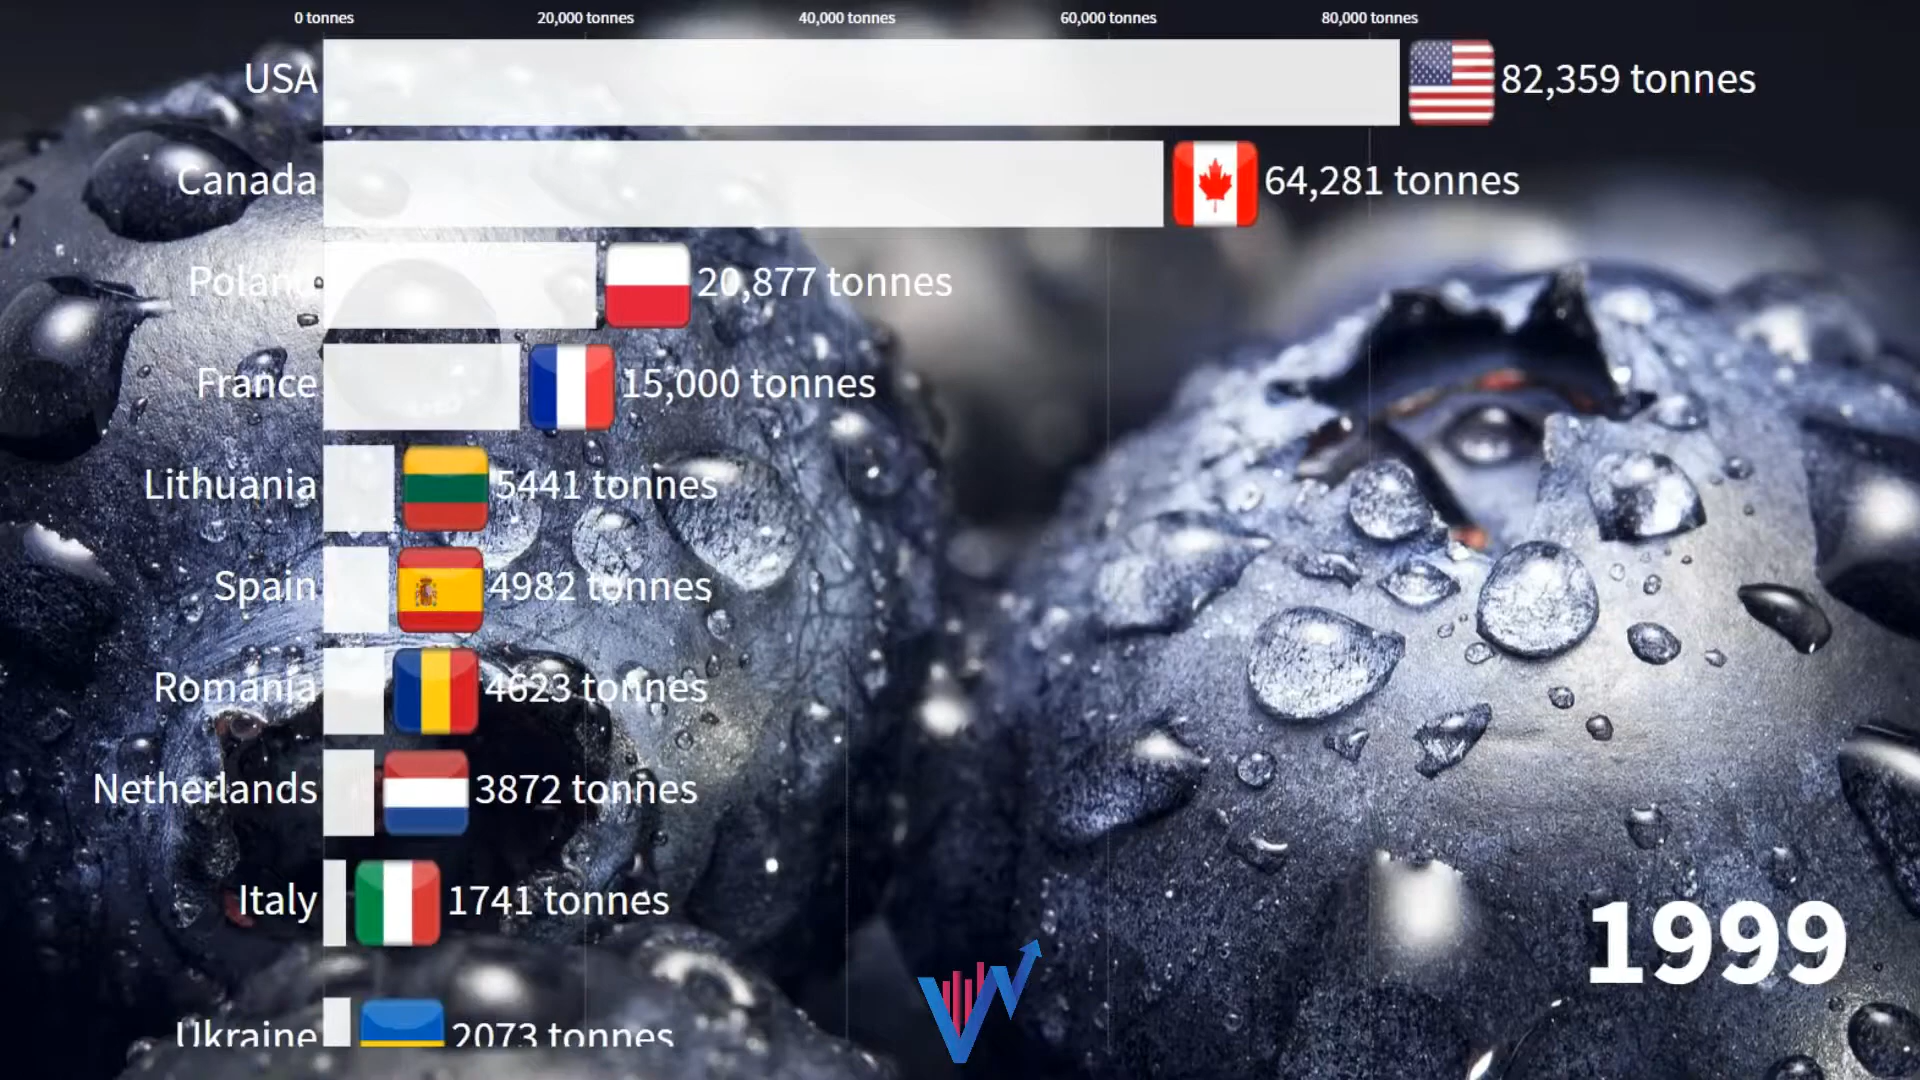 0 tonnes 20,000 tonnes 40,000 tonnes 60,000 tonnes 80,000 tonnes
USA 82,359 tonnes
Canada 64,281 tonnes
Poland 20,877 tonnes
France 15,000 tonnes
Lithuania 5441 tonnes
Spain 4982 tonnes
Romania 4623 tonnes
Netherlands 3872 tonnes
Italy 1741 tonnes
1999
Ukraine 2073 tonnes